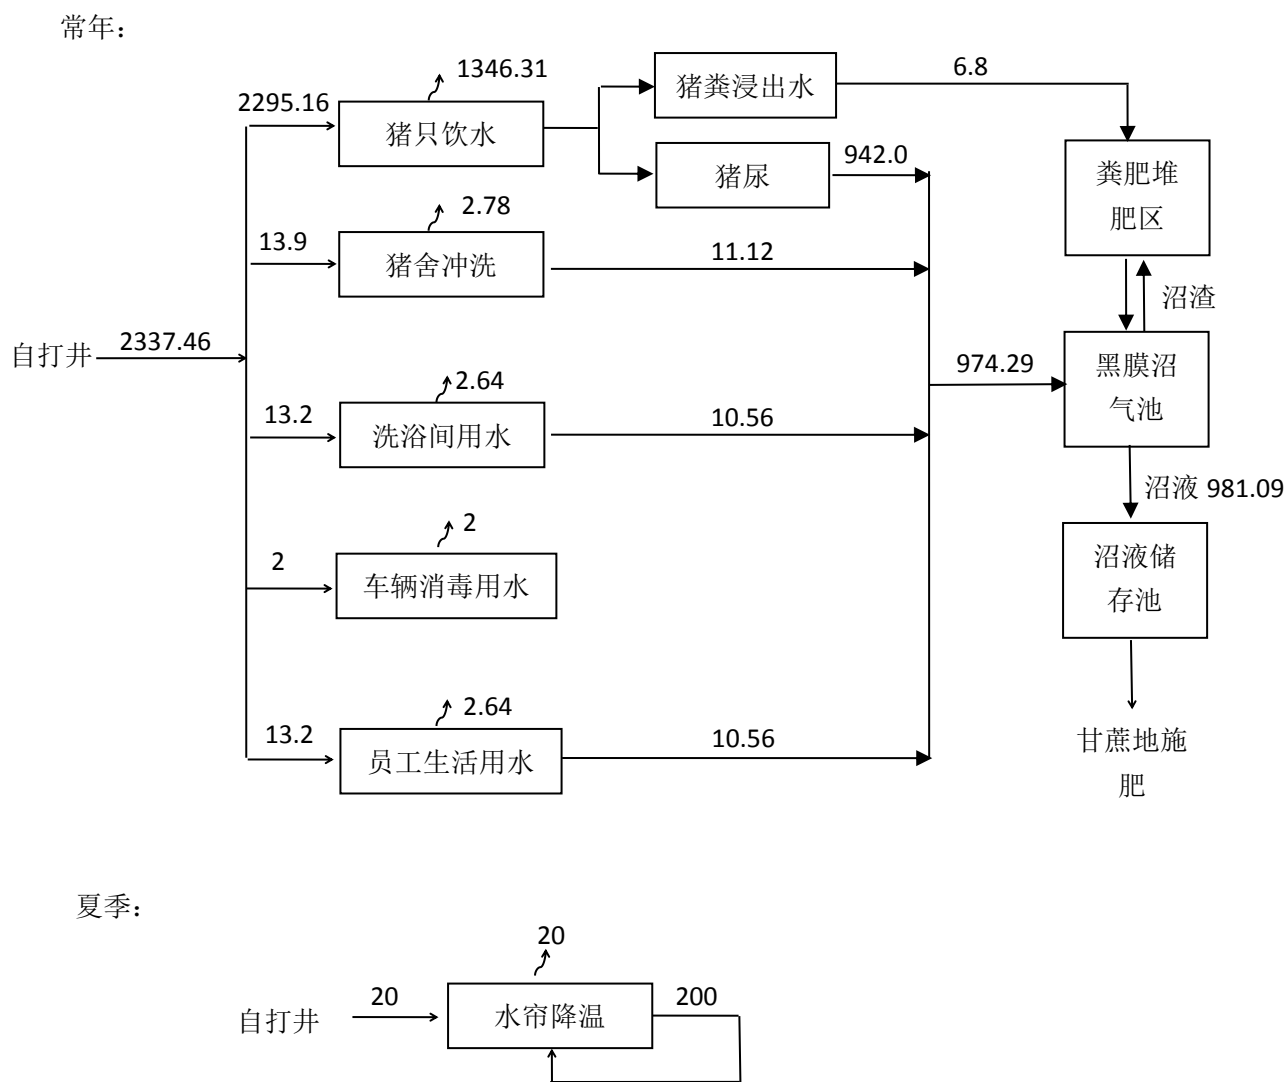 常年：
1346.31
2295.16
猪只饮水
猪粪浸出水
6.8
猪尿
942.0
粪肥堆
肥区
2.78
13.9
猪舍冲洗
11.12
沼渣
自打井
2337.46
2.64
13.2
洗浴间用水
10.56
974.29
黑膜沼
气池
沼液 981.09
2
2
车辆消毒用水
沼液储
存池
2.64
13.2
员工生活用水
10.56
甘蔗地施
肥
夏季：
20
自打井
20
水帘降温
200